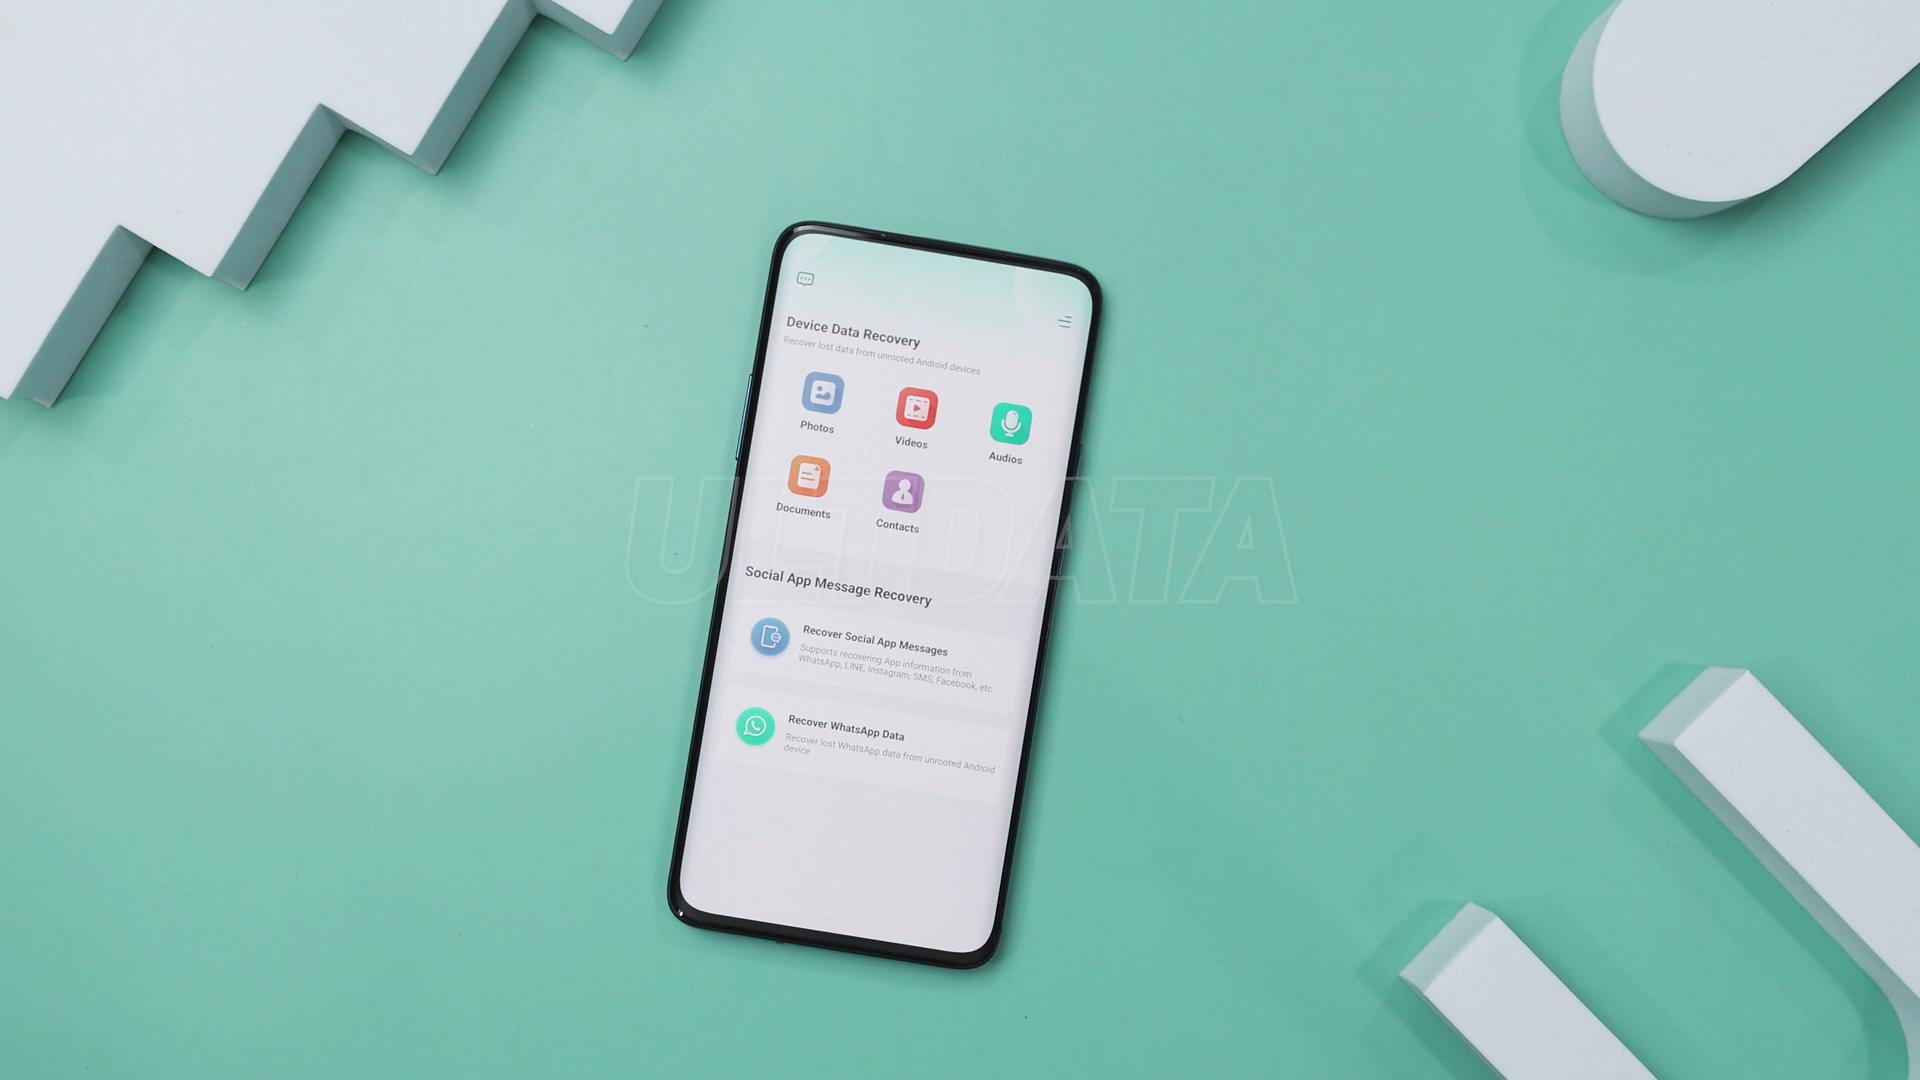 Device Data Recovery
Recover lost data from unrooted Android devices
Photos
Videos
Audios
Documents
Contacts
ULTDATA
Social App Message Recovery
Recover Social App Messages
Supports recovering App information from
WhatsApp, LINE, Instagram, SMS, Facebook, etc.
Recover WhatsApp Data
Recover lost WhatsApp data from unrooted Android
device